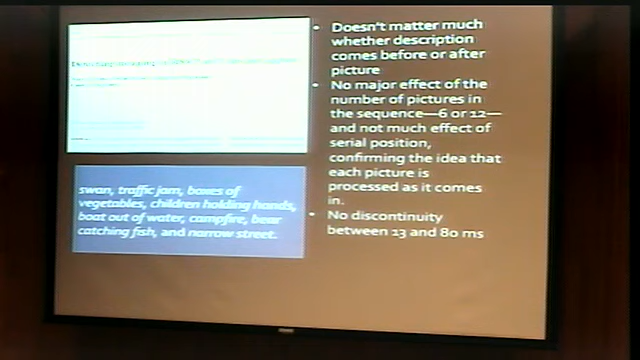 Doesn't matter much
whether description
comes before or after
picture
No major effect of the
number of pictures in
the sequence—6 or 12—
and not much effect of
serial position,
confirming the idea that
each picture is
processed as it comes
in.
No discontinuity
between 13 and 80 ms
swan, traffic jam, boxes of
vegetables, children holding hands,
boat out of water, campfire, bear
catching fish, and narrow street.